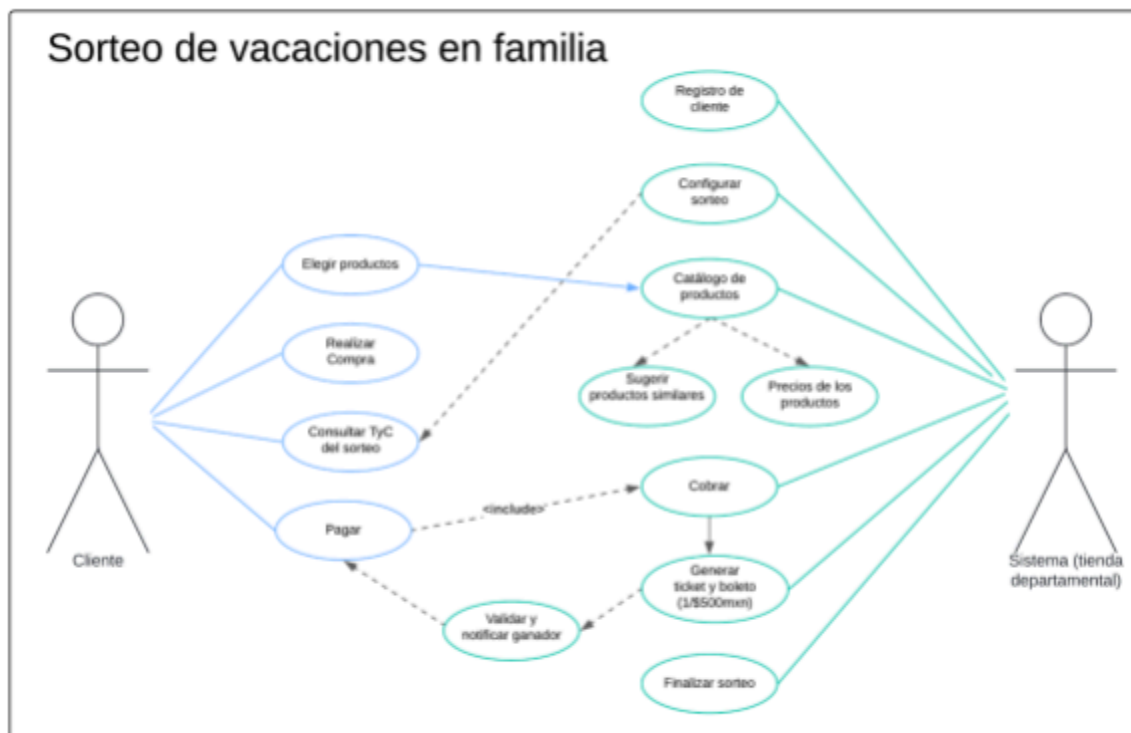 Sorteo de vacaciones en familia
Registro de
cliente
Configurar
sorteo
Elegir productos
Catálogo de
productos
Realizar
Compra
Sugerir
productos similares
Precios de los
productos
Consultar TyC
del sorteo
Cobrar
<include>
Pagar
Cliente
Sistema (tienda
departamental)
Generar
ticket y boleto
(1/$500mxn)
Validar y
notificar ganador
Finalizar sorteo